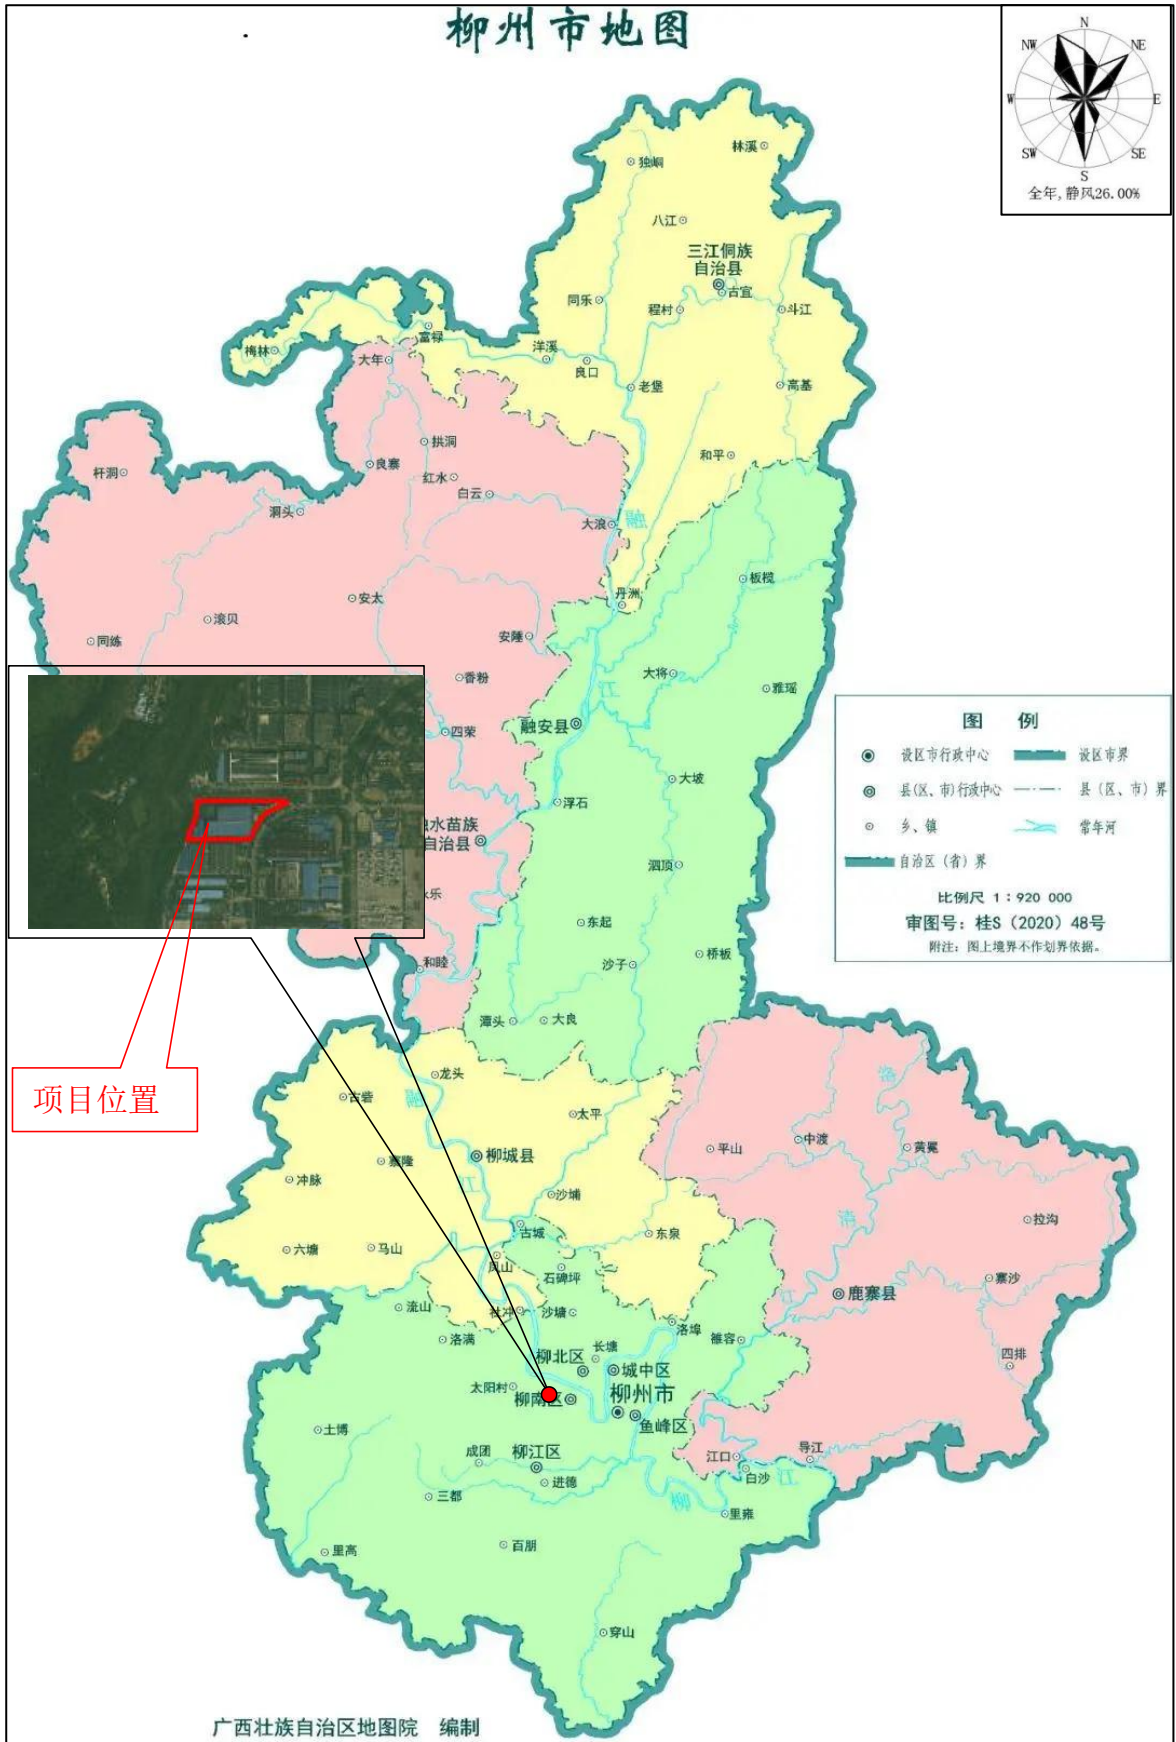 柳州市地图
N
NW
NE
W
E
SW
SE
S
全年,静风26.00%
林溪
独峒
八江
三江侗族
自治县
古宜
同乐
程村
斗江
富禄
梅林
大年
洋溪
良口
老堡
高基
拱洞
和平
良寨
杆洞
红水
白云
洞头
大浪
融
板榄
安太
丹洲
滚贝
安陲
同练
大将
香粉
江
雅瑶
融安县
四荣
大坡
浮石
水苗族
自治县
泗顶
乐
东起
桥板
沙子
和睦
潭头
大良
图 例
设区市行政中心
设区市界
县(区、市)行政中心
县(区、市)界
乡、镇
常年河
自治区(省)界
比例尺 1:920 000
审图号:桂S(2020)48号
附注:图上境界不作划界依据。
项目位置
龙头
洛
古砦
太平
中渡
平山
黄冕
柳城县
寨隆
冲脉
江
沙埔
清
拉沟
古城
东泉
六塘
马山
凤山
石碑坪
寨沙
江
鹿寨县
流山
社冲
沙塘
洛埠
雒容
洛满
长塘
四排
柳北区
城中区
太阳村
柳州市
柳南区
鱼峰区
土博
成团
柳江区
江口
导江
白沙
江
进德
三都
柳
里雍
百朋
里高
穿山
广西壮族自治区地图院 编制